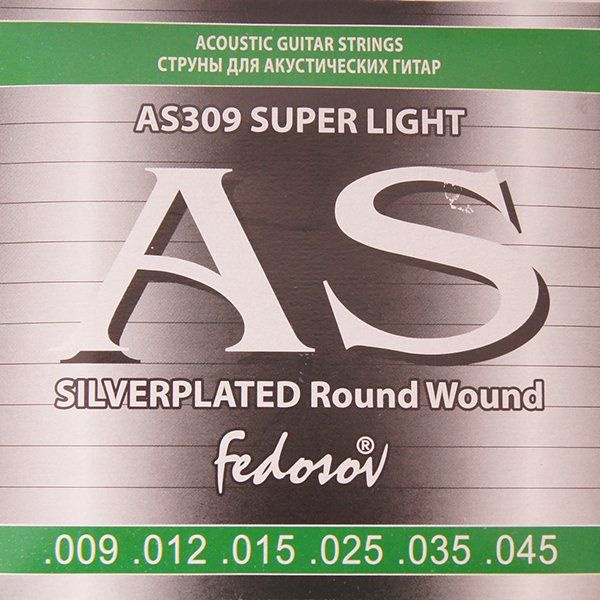 ACOUSTIC GUITAR STRINGS
СТРУНЫ ДЛЯ АКУСТИЧЕСКИХ ГИТАР
AS309 SUPER LIGHT
AS
SILVERPLATED Round Wound
fedosov®
.009 .012 .015 .025 .035 .045